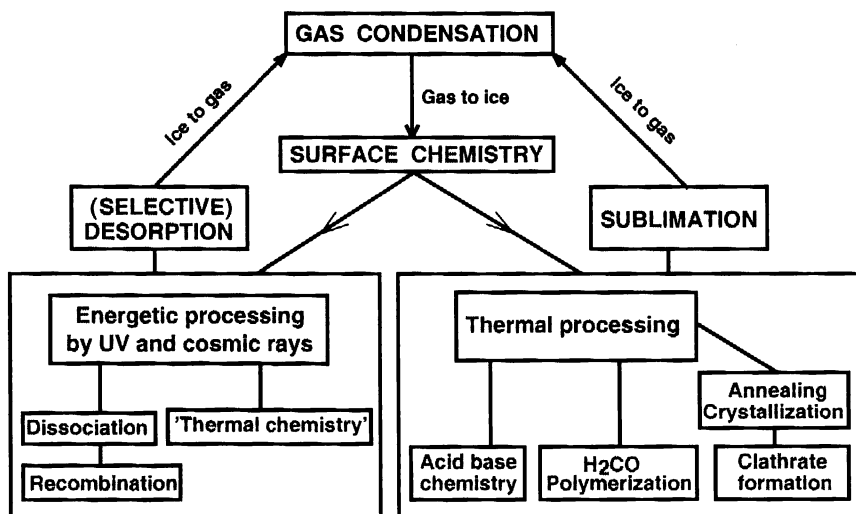 GAS CONDENSATION
Ice to gas
Gas to ice
Ice to gas
SURFACE CHEMISTRY
(SELECTIVE)
DESORPTION
SUBLIMATION
Energetic processing
by UV and cosmic rays
Dissociation
'Thermal chemistry'
Recombination
Thermal processing
Annealing
Crystallization
Acid base
chemistry
H2CO
Polymerization
Clathrate
formation